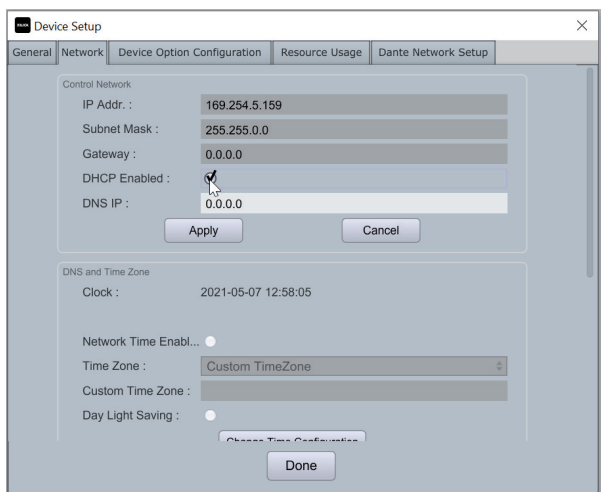 Device Setup
General Network Device Option Configuration Resource Usage Dante Network Setup
Control Network
IP Addr. : 169.254.5.159
Subnet Mask : 255.255.0.0
Gateway : 0.0.0.0
DHCP Enabled :
DNS IP : 0.0.0.0
Apply Cancel
DNS and Time Zone
Clock : 2021-05-07 12:58:05
Network Time Enabl...
Time Zone : Custom TimeZone
Custom Time Zone :
Day Light Saving :
Change Time Configuration
Done